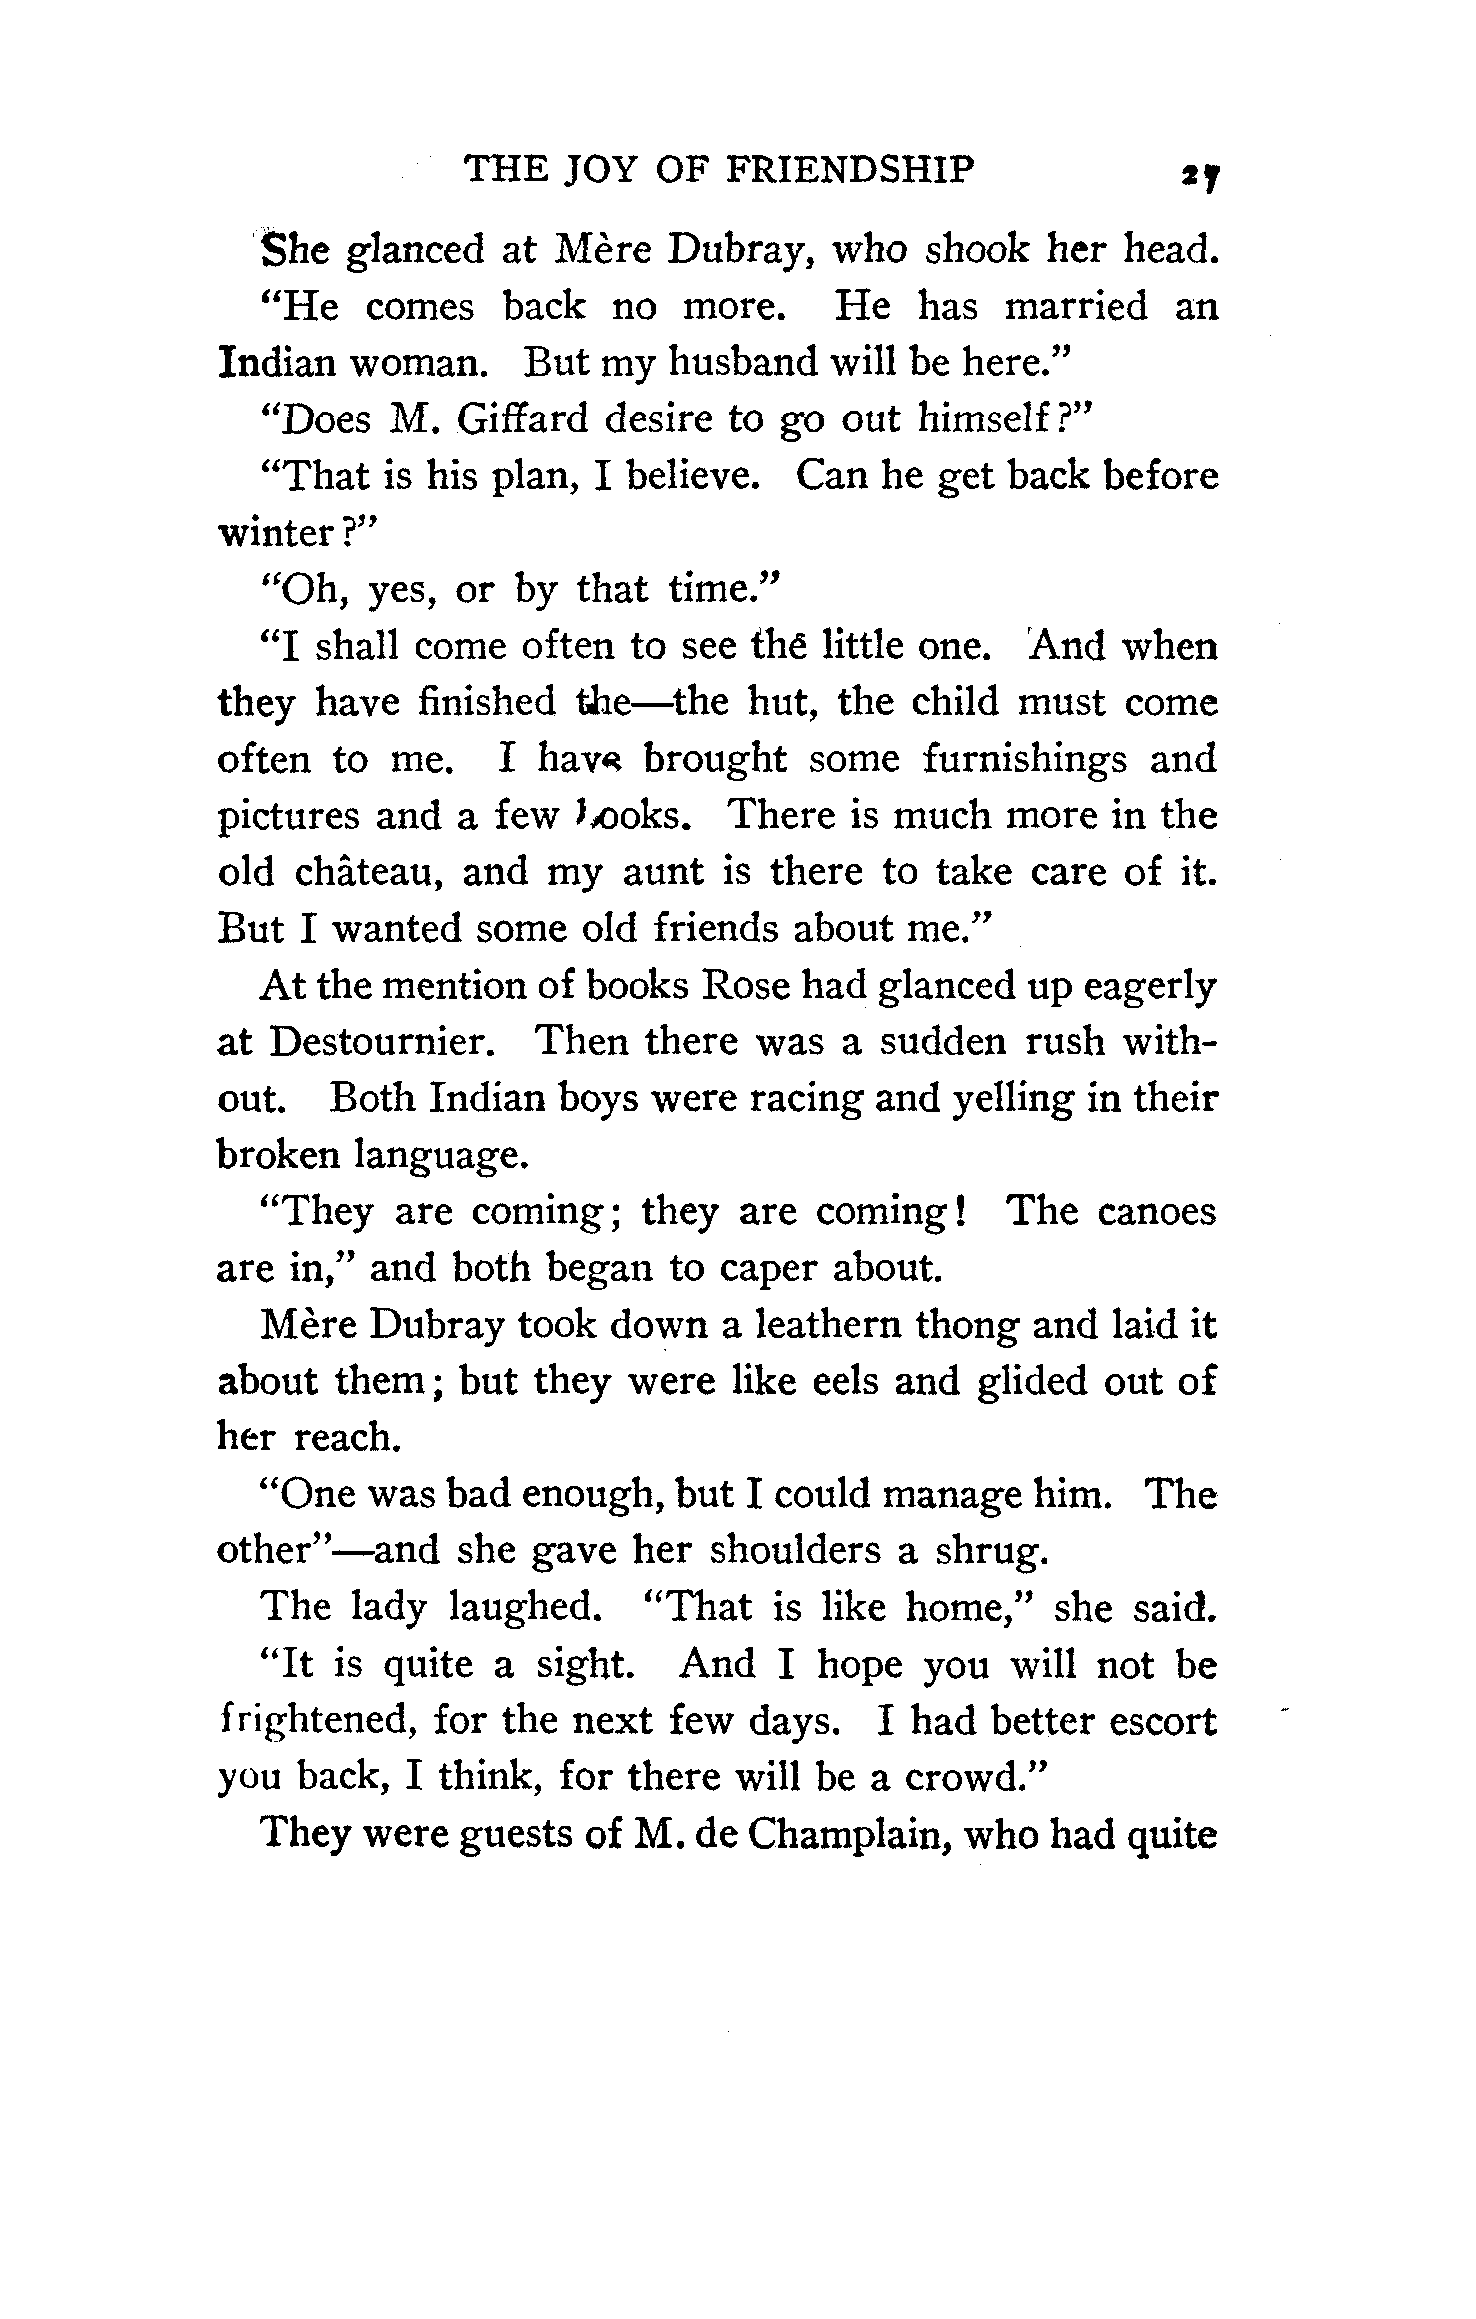 THE JOY OF FRIENDSHIP 27
She glanced at Mère Dubray, who shook her head.
"He comes back no more. He has married an
Indian woman. But my husband will be here."
"Does M. Giffard desire to go out himself?"
"That is his plan, I believe. Can he get back before
winter?"
"Oh, yes, or by that time."
"I shall come often to see the little one. And when
they have finished the—the hut, the child must come
often to me. I have brought some furnishings and
pictures and a few books. There is much more in the
old château, and my aunt is there to take care of it.
But I wanted some old friends about me."
At the mention of books Rose had glanced up eagerly
at Destournier. Then there was a sudden rush with-
out. Both Indian boys were racing and yelling in their
broken language.
"They are coming; they are coming! The canoes
are in," and both began to caper about.
Mère Dubray took down a leathern thong and laid it
about them; but they were like eels and glided out of
her reach.
"One was bad enough, but I could manage him. The
other"—and she gave her shoulders a shrug.
The lady laughed. "That is like home," she said.
"It is quite a sight. And I hope you will not be
frightened, for the next few days. I had better escort
you back, I think, for there will be a crowd."
They were guests of M. de Champlain, who had quite